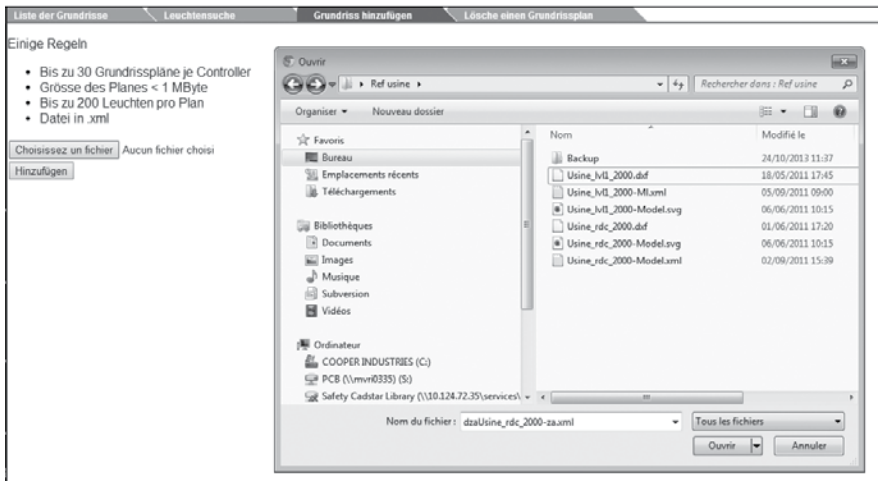 Liste der Grundrisse Leuchtensuche Grundriss hinzufügen Lösche einen Grundrissplan
Einige Regeln
• Bis zu 30 Grundrisspläne je Controller
• Grösse des Planes < 1 MByte
• Bis zu 200 Leuchten pro Plan
• Datei in .xml
Choisissez un fichier Aucun fichier choisi
Hinzufügen
Ouvrir
Ref usine
Rechercher dans : Ref usine
Organiser Nouveau dossier
Favoris
Bureau
Emplacements récents
Téléchargements
Bibliothèques
Documents
Images
Musique
Subversion
Vidéos
Ordinateur
COOPER INDUSTRIES (C:)
PCB (\\mvri0335) (S:)
Safety Cadstar Library (\\10.124.72.35\services\
Nom Modifié le
Backup 24/10/2013 11:37
Usine_lvl1_2000.dxf 18/05/2011 17:45
Usine_lvl1_2000-Ml.xml 05/09/2011 09:00
Usine_lvl1_2000-Model.svg 06/06/2011 10:15
Usine_rdc_2000.dxf 01/06/2011 17:20
Usine_rdc_2000-Model.svg 06/06/2011 10:15
Usine_rdc_2000-Model.xml 02/09/2011 15:39
Nom du fichier : dzaUsine_rdc_2000-za.xml Tous les fichiers
Ouvrir Annuler